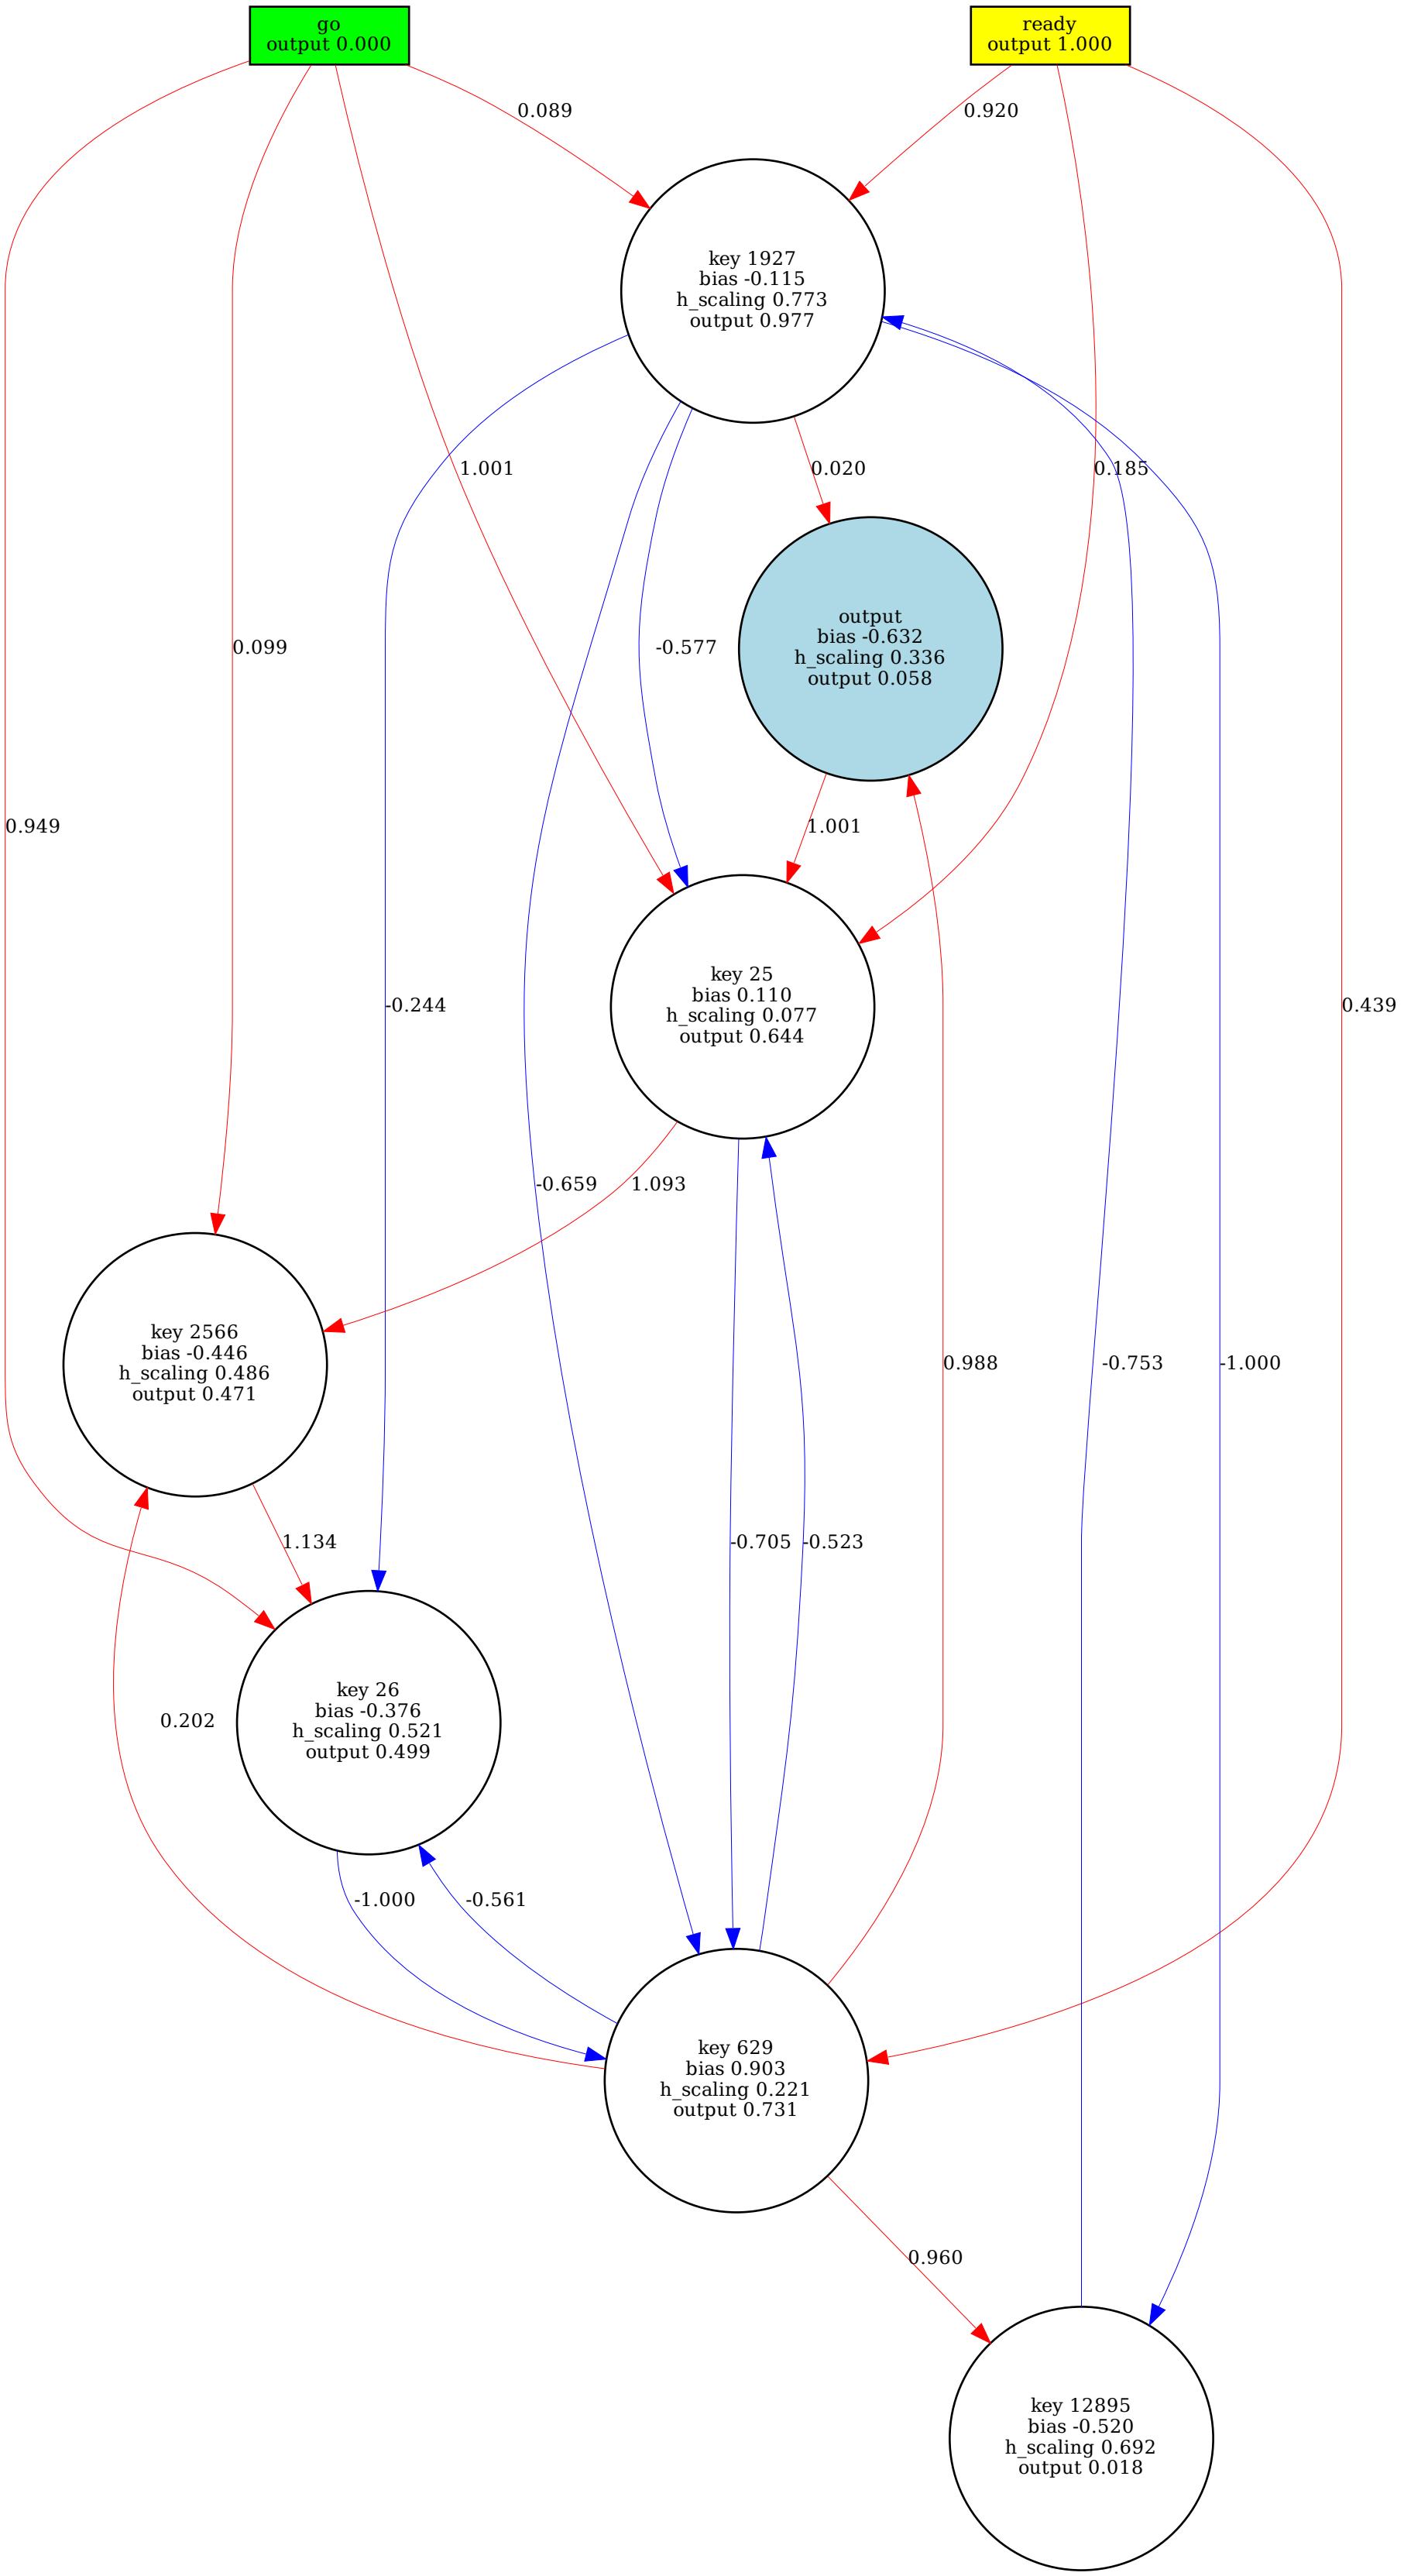 go
output 0.000
ready
output 1.000
0.089
0.920
key 1927
bias -0.115
h_scaling 0.773
output 0.977
1.001
0.020
0.185
0.099
-0.577
output
bias -0.632
h_scaling 0.336
output 0.058
0.949
1.001
-0.244
key 25
bias 0.110
h_scaling 0.077
output 0.644
0.439
-0.659
1.093
key 2566
bias -0.446
h_scaling 0.486
output 0.471
0.988
-0.753
-1.000
1.134
-0.705
-0.523
0.202
key 26
bias -0.376
h_scaling 0.521
output 0.499
-1.000
-0.561
key 629
bias 0.903
h_scaling 0.221
output 0.731
0.960
key 12895
bias -0.520
h_scaling 0.692
output 0.018